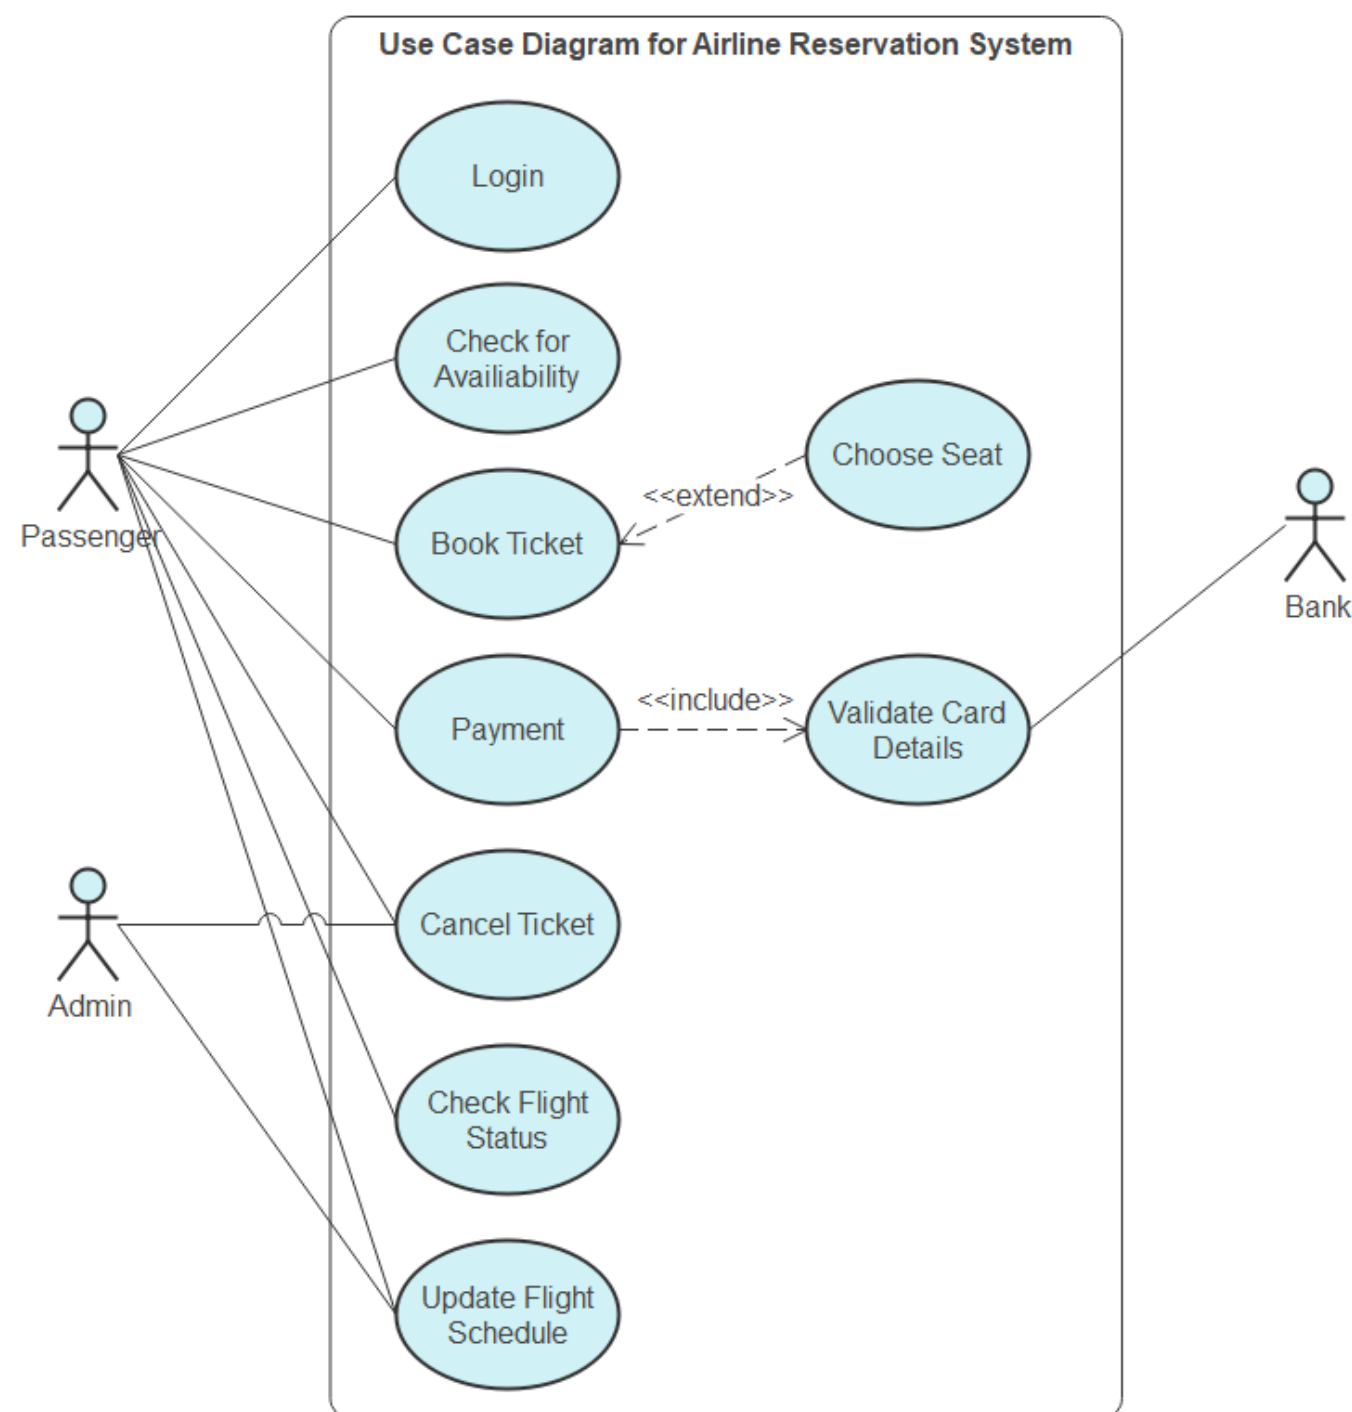 Use Case Diagram for Airline Reservation System
Login
Check for
Availiability
Choose Seat
<<extend>>
Book Ticket
Passenger
Bank
<<include>>
Payment
Validate Card
Details
Cancel Ticket
Admin
Check Flight
Status
Update Flight
Schedule